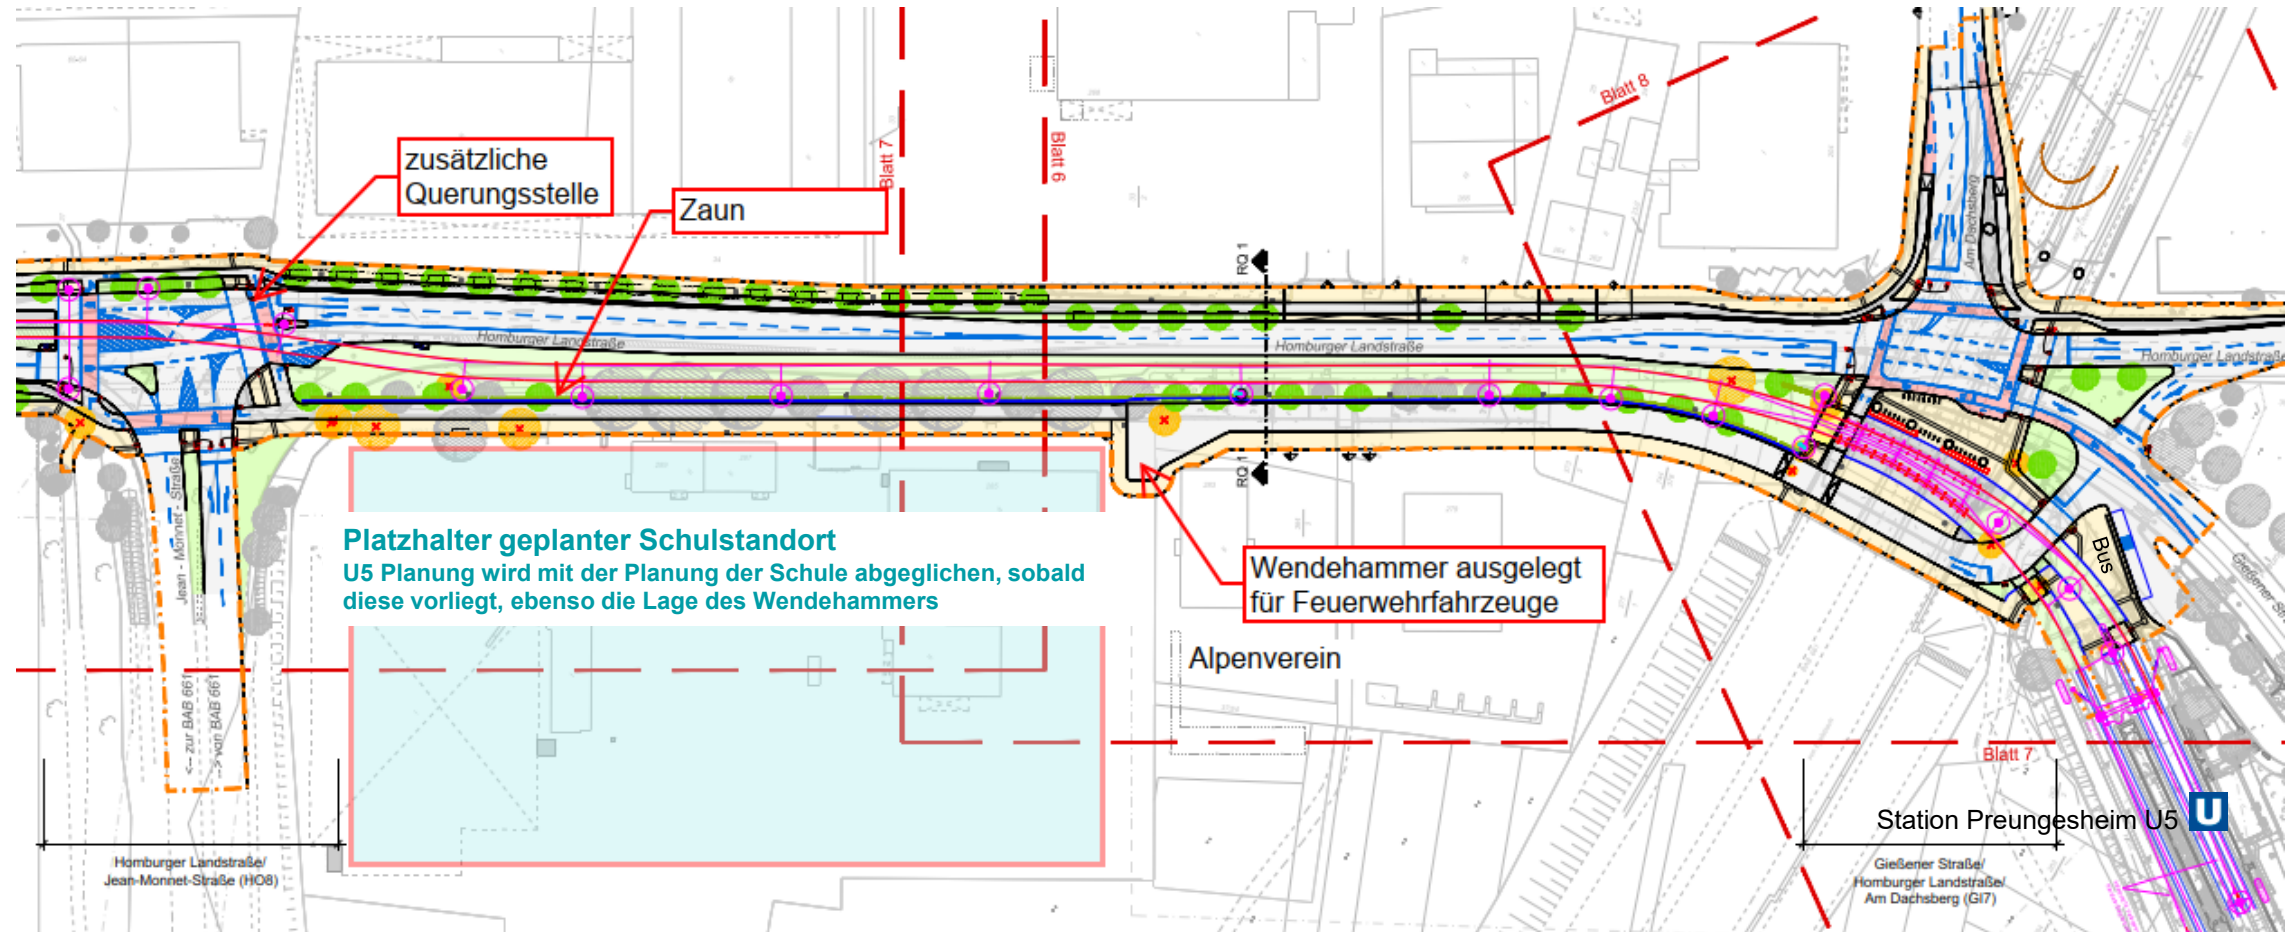 zusätzliche
Querungsstelle
Zaun
Blatt 7
Blatt 6
Blatt 8
Am Dachsberg
RQ 1
Homburger Landstraße
Homburger Landstraße
Homburger Landstraße
RQ 1
Jean - Monnet - Straße
Platzhalter geplanter Schulstandort
U5 Planung wird mit der Planung der Schule abgeglichen, sobald
diese vorliegt, ebenso die Lage des Wendehammers
Wendehammer ausgelegt
für Feuerwehrfahrzeuge
Bus
Alpenverein
<-- zur BAB 661
--> von BAB 661
Blatt 7
Station Preungesheim U5
U
Homburger Landstraße/
Jean-Monnet-Straße (HO8)
Gießener Straße/
Homburger Landstraße/
Am Dachsberg (GI7)